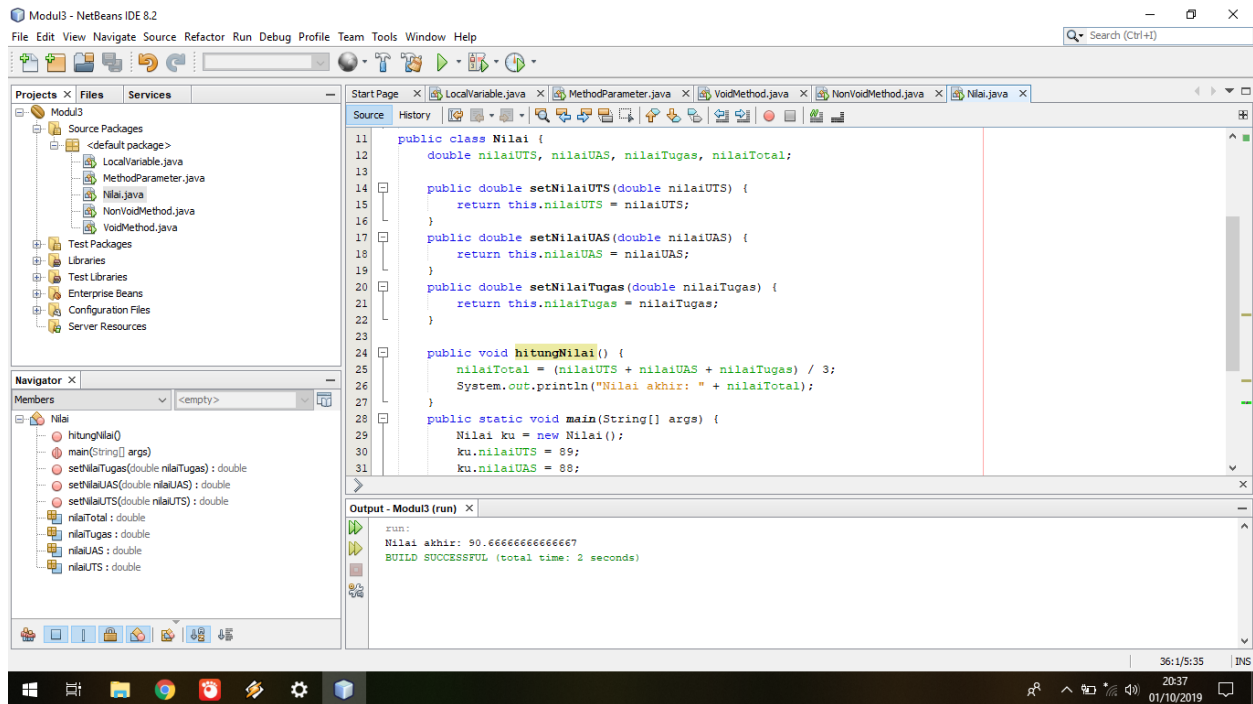 Modul3 - NetBeans IDE 8.2
File Edit View Navigate Source Refactor Run Debug Profile Team Tools Window Help
Search (Ctrl+I)
Projects Files Services
Modul3
Source Packages
<default package>
LocalVariable.java
MethodParameter.java
Nilai.java
NonVoidMethod.java
VoidMethod.java
Test Packages
Libraries
Test Libraries
Enterprise Beans
Configuration Files
Server Resources
Navigator
Members <empty>
Nilai
hitungNilai()
main(String[] args)
setNilaiTugas(double nilaiTugas) : double
setNilaiUAS(double nilaiUAS) : double
setNilaiUTS(double nilaiUTS) : double
nilaiTotal : double
nilaiTugas : double
nilaiUAS : double
nilaiUTS : double
Start Page LocalVariable.java MethodParameter.java VoidMethod.java NonVoidMethod.java Nilai.java
Source History
11 public class Nilai {
12 double nilaiUTS, nilaiUAS, nilaiTugas, nilaiTotal;
13
14 public double setNilaiUTS(double nilaiUTS) {
15 return this.nilaiUTS = nilaiUTS;
16 }
17 public double setNilaiUAS(double nilaiUAS) {
18 return this.nilaiUAS = nilaiUAS;
19 }
20 public double setNilaiTugas(double nilaiTugas) {
21 return this.nilaiTugas = nilaiTugas;
22 }
23
24 public void hitungNilai() {
25 nilaiTotal = (nilaiUTS + nilaiUAS + nilaiTugas) / 3;
26 System.out.println("Nilai akhir: " + nilaiTotal);
27 }
28 public static void main(String[] args) {
29 Nilai ku = new Nilai();
30 ku.nilaiUTS = 89;
31 ku.nilaiUAS = 88;
Output - Modul3 (run)
run:
Nilai akhir: 90.66666666666667
BUILD SUCCESSFUL (total time: 2 seconds)
36:1/5:35 INS
20:37
01/10/2019